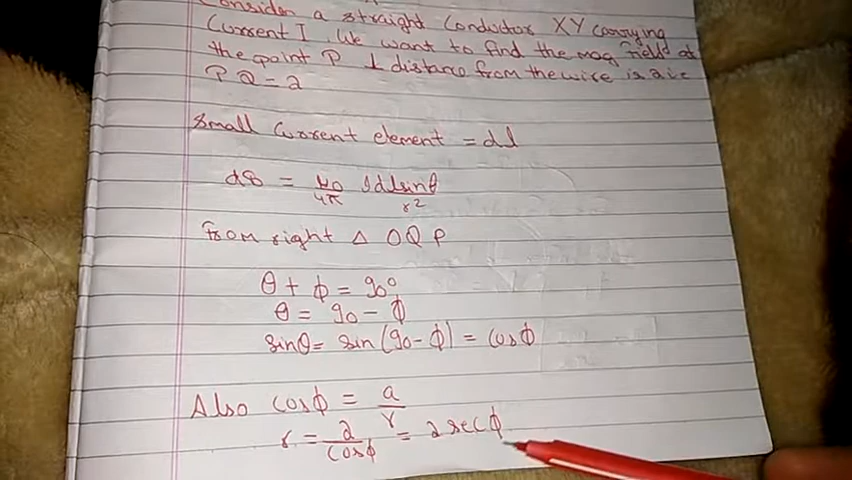 Consider a straight conductor XY carrying
Current I. We want to find the mag field at
the point P ⊥ distance from the wire is a i.e
PQ = a
Small Current element = dl
dB = μ0/4π Idlsinθ/r²
from right Δ OQP
θ + ϕ = 90°
θ = 90 - ϕ
sinθ = sin(90-ϕ) = cosϕ
Also cosϕ = a/r
r = a/cosϕ = a secϕ